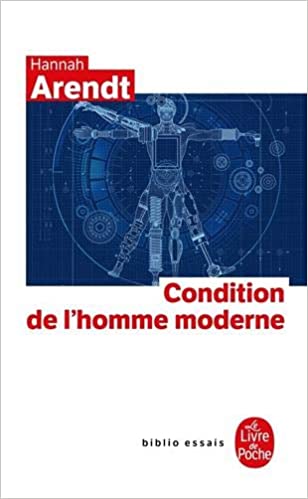 Hannah
Arendt
Condition
de l'homme moderne
biblio essais
Le
Livre
de
Poche